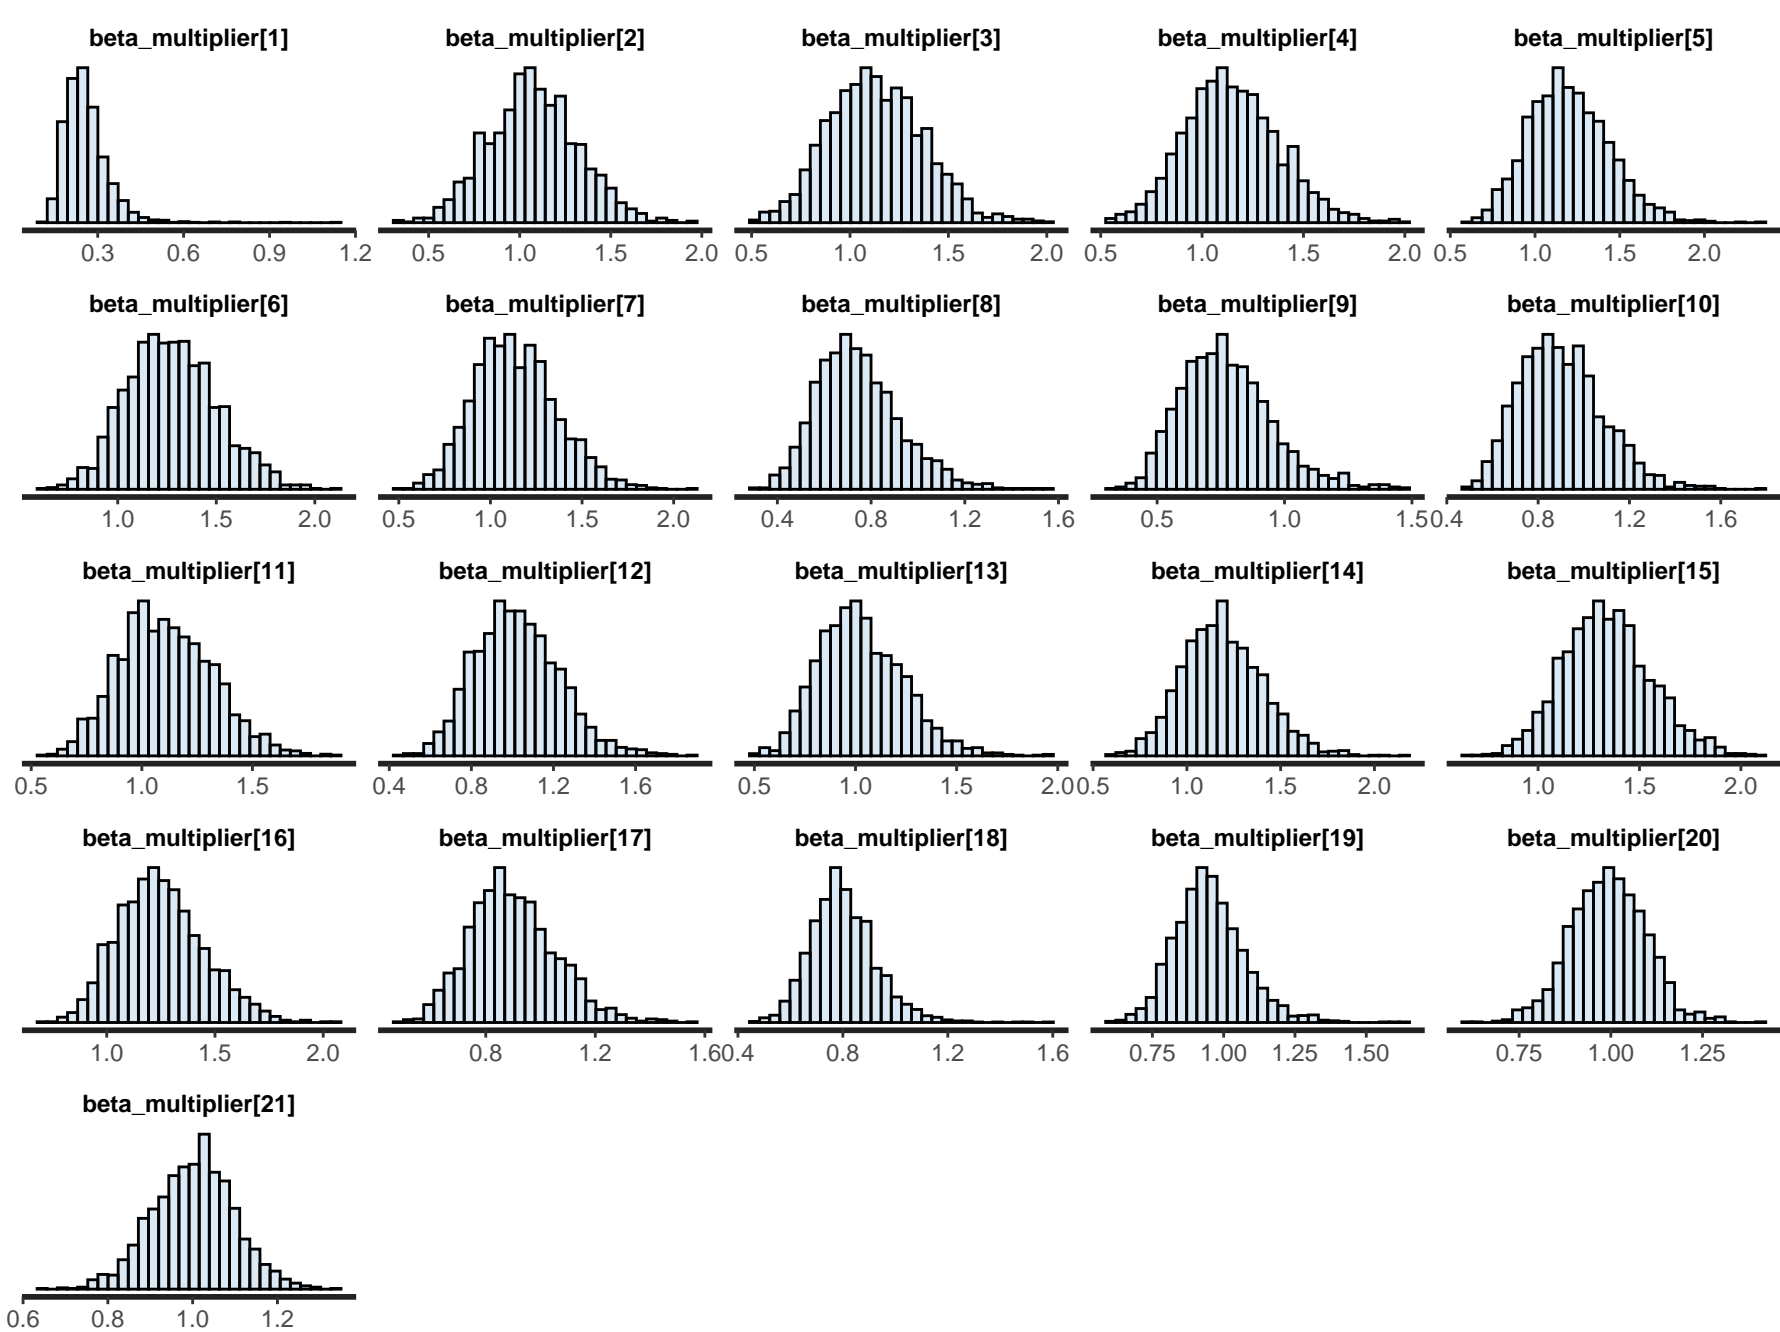 beta_multiplier[1] beta_multiplier[2] beta_multiplier[3] beta_multiplier[4] beta_multiplier[5]
0.3 0.6 0.9 1.2 0.5 1.0 1.5 2.0 0.5 1.0 1.5 2.0 0.5 1.0 1.5 2.0 0.5 1.0 1.5 2.0
beta_multiplier[6] beta_multiplier[7] beta_multiplier[8] beta_multiplier[9] beta_multiplier[10]
1.0 1.5 2.0 0.5 1.0 1.5 2.0 0.4 0.8 1.2 1.6 0.5 1.0 1.5 0.4 0.8 1.2 1.6
beta_multiplier[11] beta_multiplier[12] beta_multiplier[13] beta_multiplier[14] beta_multiplier[15]
0.5 1.0 1.5 0.4 0.8 1.2 1.6 0.5 1.0 1.5 2.0 0.5 1.0 1.5 2.0 1.0 1.5 2.0
beta_multiplier[16] beta_multiplier[17] beta_multiplier[18] beta_multiplier[19] beta_multiplier[20]
1.0 1.5 2.0 0.8 1.2 1.6 0.4 0.8 1.2 1.6 0.75 1.00 1.25 1.50 0.75 1.00 1.25
beta_multiplier[21]
0.6 0.8 1.0 1.2